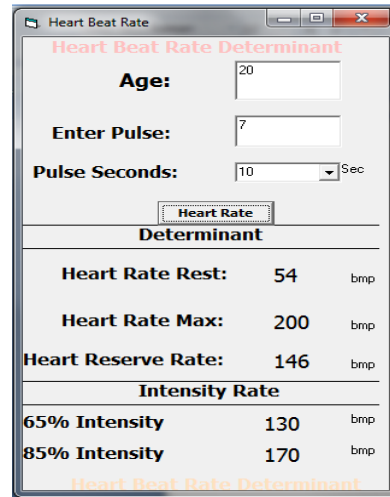 Heart Beat Rate
Heart Beat Rate Determinant
Age: 20
Enter Pulse: 7
Pulse Seconds: 10 Sec
Heart Rate
Determinant
Heart Rate Rest: 54 bmp
Heart Rate Max: 200 bmp
Heart Reserve Rate: 146 bmp
Intensity Rate
65% Intensity 130 bmp
85% Intensity 170 bmp
Heart Beat Rate Determinant